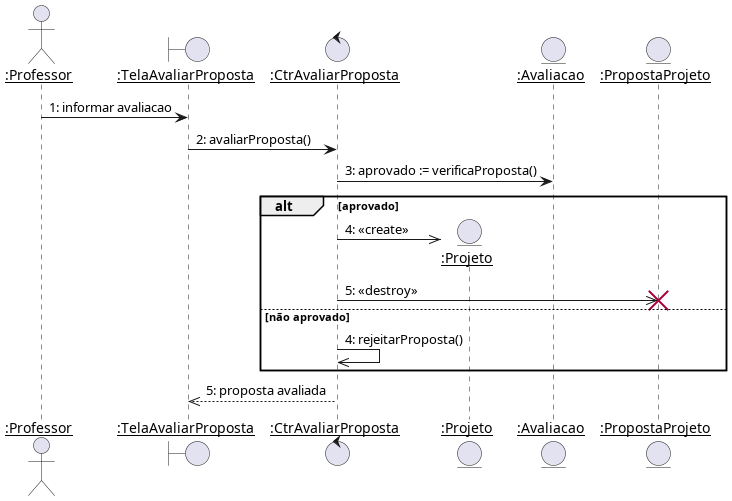 :Professor
:TelaAvaliarProposta
:CtrAvaliarProposta
:Avaliacao
:PropostaProjeto
1: informar avaliacao
2: avaliarProposta()
3: aprovado := verificaProposta()
alt
[aprovado]
4: «create»
:Projeto
5: «destroy»
[não aprovado]
4: rejeitarProposta()
5: proposta avaliada
:Professor
:TelaAvaliarProposta
:CtrAvaliarProposta
:Projeto
:Avaliacao
:PropostaProjeto